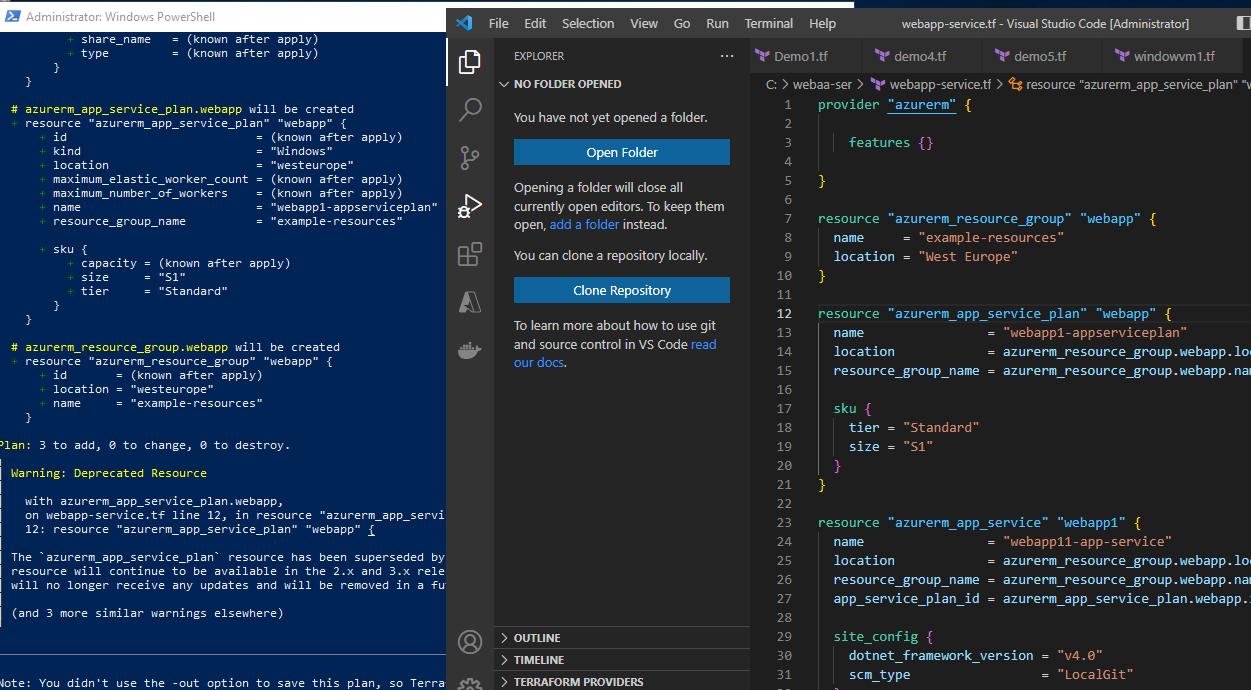 Administrator: Windows PowerShell
+ share_name   = (known after apply)
+ type         = (known after apply)
}
}
# azurerm_app_service_plan.webapp will be created
+ resource "azurerm_app_service_plan" "webapp" {
+ id                           = (known after apply)
+ kind                         = "Windows"
+ location                     = "westeurope"
+ maximum_elastic_worker_count = (known after apply)
+ maximum_number_of_workers    = (known after apply)
+ name                         = "webapp1-appserviceplan"
+ resource_group_name          = "example-resources"
+ sku {
+ capacity = (known after apply)
+ size     = "S1"
+ tier     = "Standard"
}
}
# azurerm_resource_group.webapp will be created
+ resource "azurerm_resource_group" "webapp" {
+ id       = (known after apply)
+ location = "westeurope"
+ name     = "example-resources"
}
Plan: 3 to add, 0 to change, 0 to destroy.
Warning: Deprecated Resource
with azurerm_app_service_plan.webapp,
on webapp-service.tf line 12, in resource "azurerm_app_servi
12: resource "azurerm_app_service_plan" "webapp" {
The `azurerm_app_service_plan` resource has been superseded by
resource will continue to be available in the 2.x and 3.x rele
will no longer receive any updates and will be removed in a fu
(and 3 more similar warnings elsewhere)
Note: You didn't use the -out option to save this plan, so Terra
File Edit Selection View Go Run Terminal Help
webapp-service.tf - Visual Studio Code [Administrator]
EXPLORER
NO FOLDER OPENED
You have not yet opened a folder.
Open Folder
Opening a folder will close all
currently open editors. To keep them
open, add a folder instead.
You can clone a repository locally.
Clone Repository
To learn more about how to use git
and source control in VS Code read
our docs.
OUTLINE
TIMELINE
TERRAFORM PROVIDERS
Demo1.tf demo4.tf demo5.tf windowvm1.tf
C: > webaa-ser > webapp-service.tf > resource "azurerm_app_service_plan" "w
1 provider "azurerm" {
2
3 features {}
4
5 }
6
7 resource "azurerm_resource_group" "webapp" {
8 name     = "example-resources"
9 location = "West Europe"
10 }
11
12 resource "azurerm_app_service_plan" "webapp" {
13 name                = "webapp1-appserviceplan"
14 location            = azurerm_resource_group.webapp.lo
15 resource_group_name = azurerm_resource_group.webapp.na
16
17 sku {
18 tier = "Standard"
19 size = "S1"
20 }
21 }
22
23 resource "azurerm_app_service" "webapp1" {
24 name                = "webapp11-app-service"
25 location            = azurerm_resource_group.webapp.lo
26 resource_group_name = azurerm_resource_group.webapp.na
27 app_service_plan_id = azurerm_app_service_plan.webapp.
28
29 site_config {
30 dotnet_framework_version = "v4.0"
31 scm_type                 = "LocalGit"